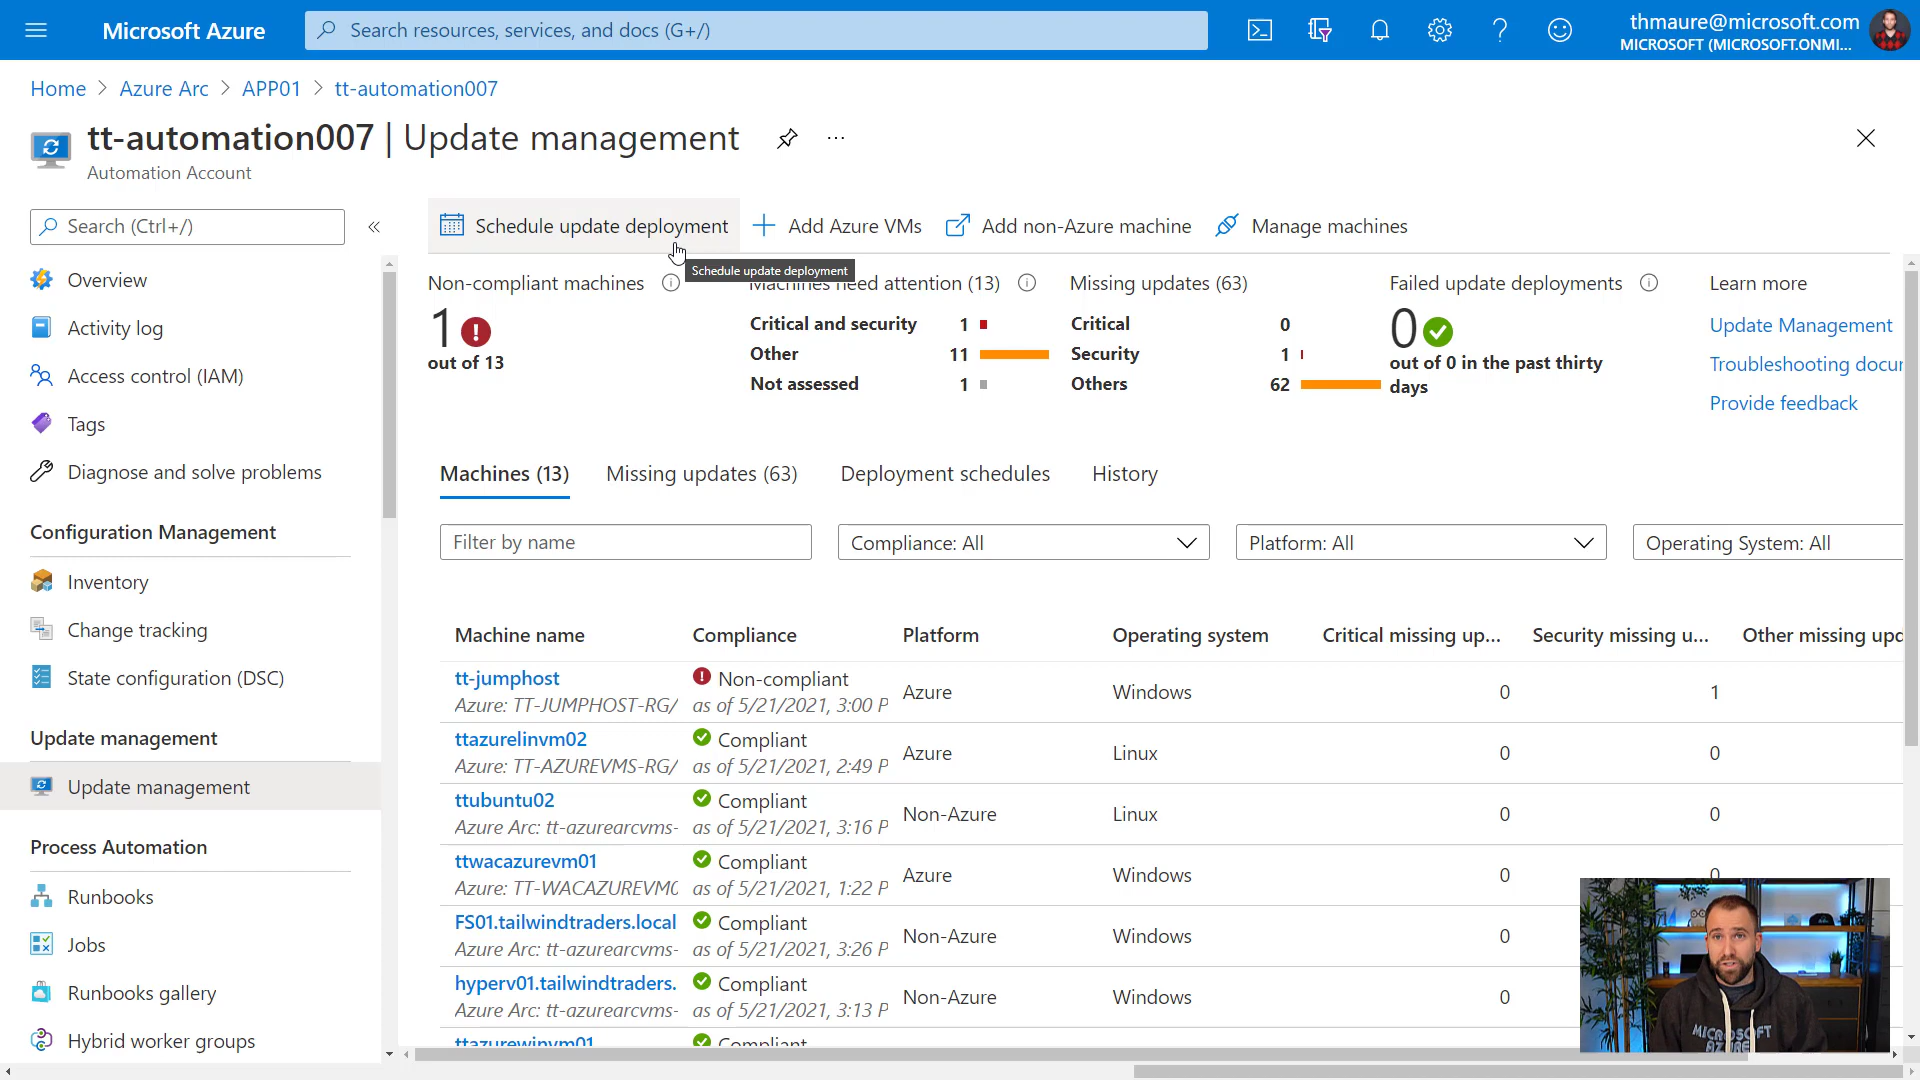 Microsoft Azure
Search resources, services, and docs (G+/)
thmaure@microsoft.com
MICROSOFT (MICROSOFT.ONMI...
Home > Azure Arc > APP01 > tt-automation007
tt-automation007 | Update management
...
Automation Account
Search (Ctrl+/)
«
Overview
Activity log
Access control (IAM)
Tags
Diagnose and solve problems
Configuration Management
Inventory
Change tracking
State configuration (DSC)
Update management
Update management
Process Automation
Runbooks
Jobs
Runbooks gallery
Hybrid worker groups
Schedule update deployment
Add Azure VMs
Add non-Azure machine
Manage machines
Schedule update deployment
Non-compliant machines
1
out of 13
Machines need attention (13)
Critical and security 1
Other 11
Not assessed 1
Missing updates (63)
Critical 0
Security 1
Others 62
Failed update deployments
0
out of 0 in the past thirty
days
Learn more
Update Management
Troubleshooting docu
Provide feedback
Machines (13)
Missing updates (63)
Deployment schedules
History
Filter by name
Compliance: All
Platform: All
Operating System: All
Machine name Compliance Platform Operating system Critical missing up... Security missing u... Other missing upd
tt-jumphost Non-compliant Azure Windows 0 1
Azure: TT-JUMPHOST-RG/ as of 5/21/2021, 3:00 P
ttazurelinvm02 Compliant Azure Linux 0 0
Azure: TT-AZUREVMS-RG/ as of 5/21/2021, 2:49 P
ttubuntu02 Compliant Non-Azure Linux 0 0
Azure Arc: tt-azurearcvms- as of 5/21/2021, 3:16 P
ttwacazurevm01 Compliant Azure Windows 0 0
Azure: TT-WACAZUREVM0 as of 5/21/2021, 1:22 P
FS01.tailwindtraders.local Compliant Non-Azure Windows 0
Azure Arc: tt-azurearcvms- as of 5/21/2021, 3:26 P
hyperv01.tailwindtraders. Compliant Non-Azure Windows 0
Azure Arc: tt-azurearcvms- as of 5/21/2021, 3:13 P
ttazurewinvm01 Compliant
MICROSOFT
AZURE